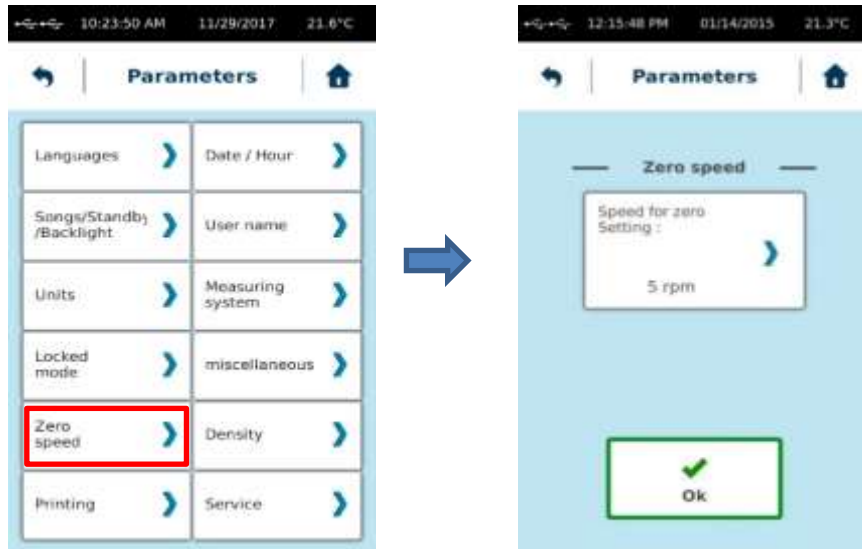 10:23:50 AM 11/29/2017 21.6°C
Parameters
Languages
Date / Hour
Songs/Standby
/Backlight
User name
Units
Measuring
system
Locked
mode
miscellaneous
Zero
speed
Density
Printing
Service
12:15:48 PM 01/14/2015 21.3°C
Parameters
Zero speed
Speed for zero
Setting :
5 rpm
Ok